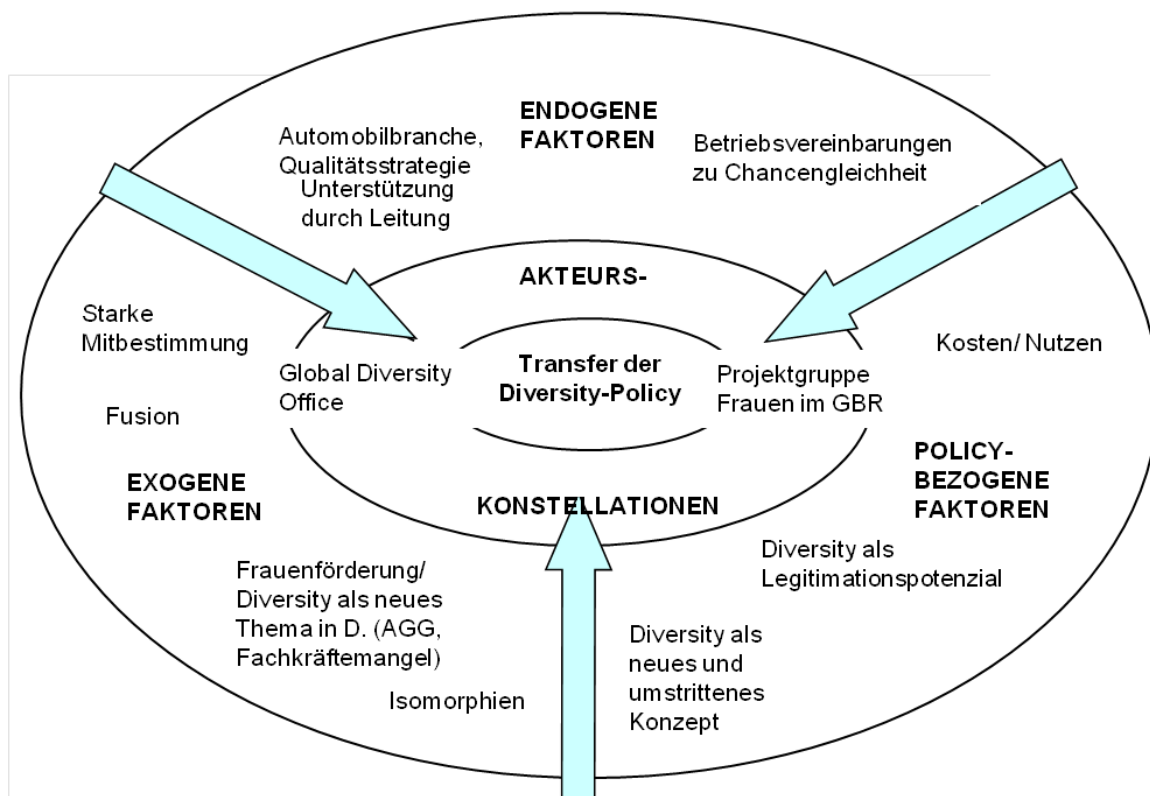 ENDOGENE
FAKTOREN
Automobilbranche,
Qualitätsstrategie
Unterstützung
durch Leitung
Betriebsvereinbarungen
zu Chancengleichheit
AKTEURS-
Starke
Mitbestimmung
Fusion
EXOGENE
FAKTOREN
Global Diversity
Office
Transfer der
Diversity-Policy
Projektgruppe
Frauen im GBR
Kosten/ Nutzen
POLICY-
BEZOGENE
FAKTOREN
KONSTELLATIONEN
Frauenförderung/
Diversity als neues
Thema in D. (AGG,
Fachkräftemangel)
Isomorphien
Diversity als
neues und
umstrittenes
Konzept
Diversity als
Legitimationspotenzial